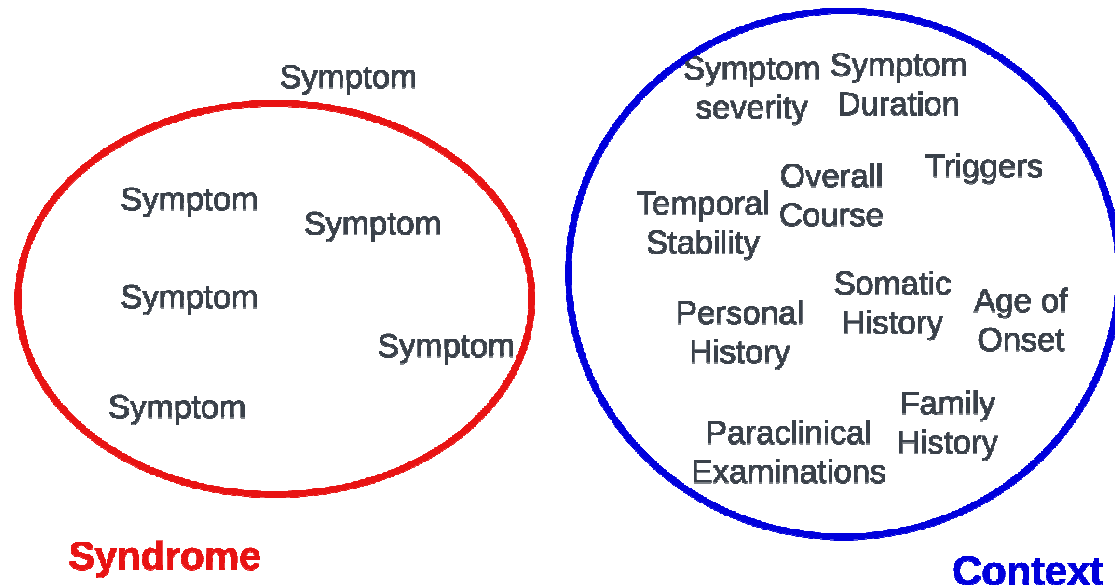 Symptom
Symptom
Symptom
Symptom
Symptom
Symptom
Syndrome
Symptom
severity
Symptom
Duration
Triggers
Overall
Course
Temporal
Stability
Somatic
History
Age of
Onset
Personal
History
Family
History
Paraclinical
Examinations
Context